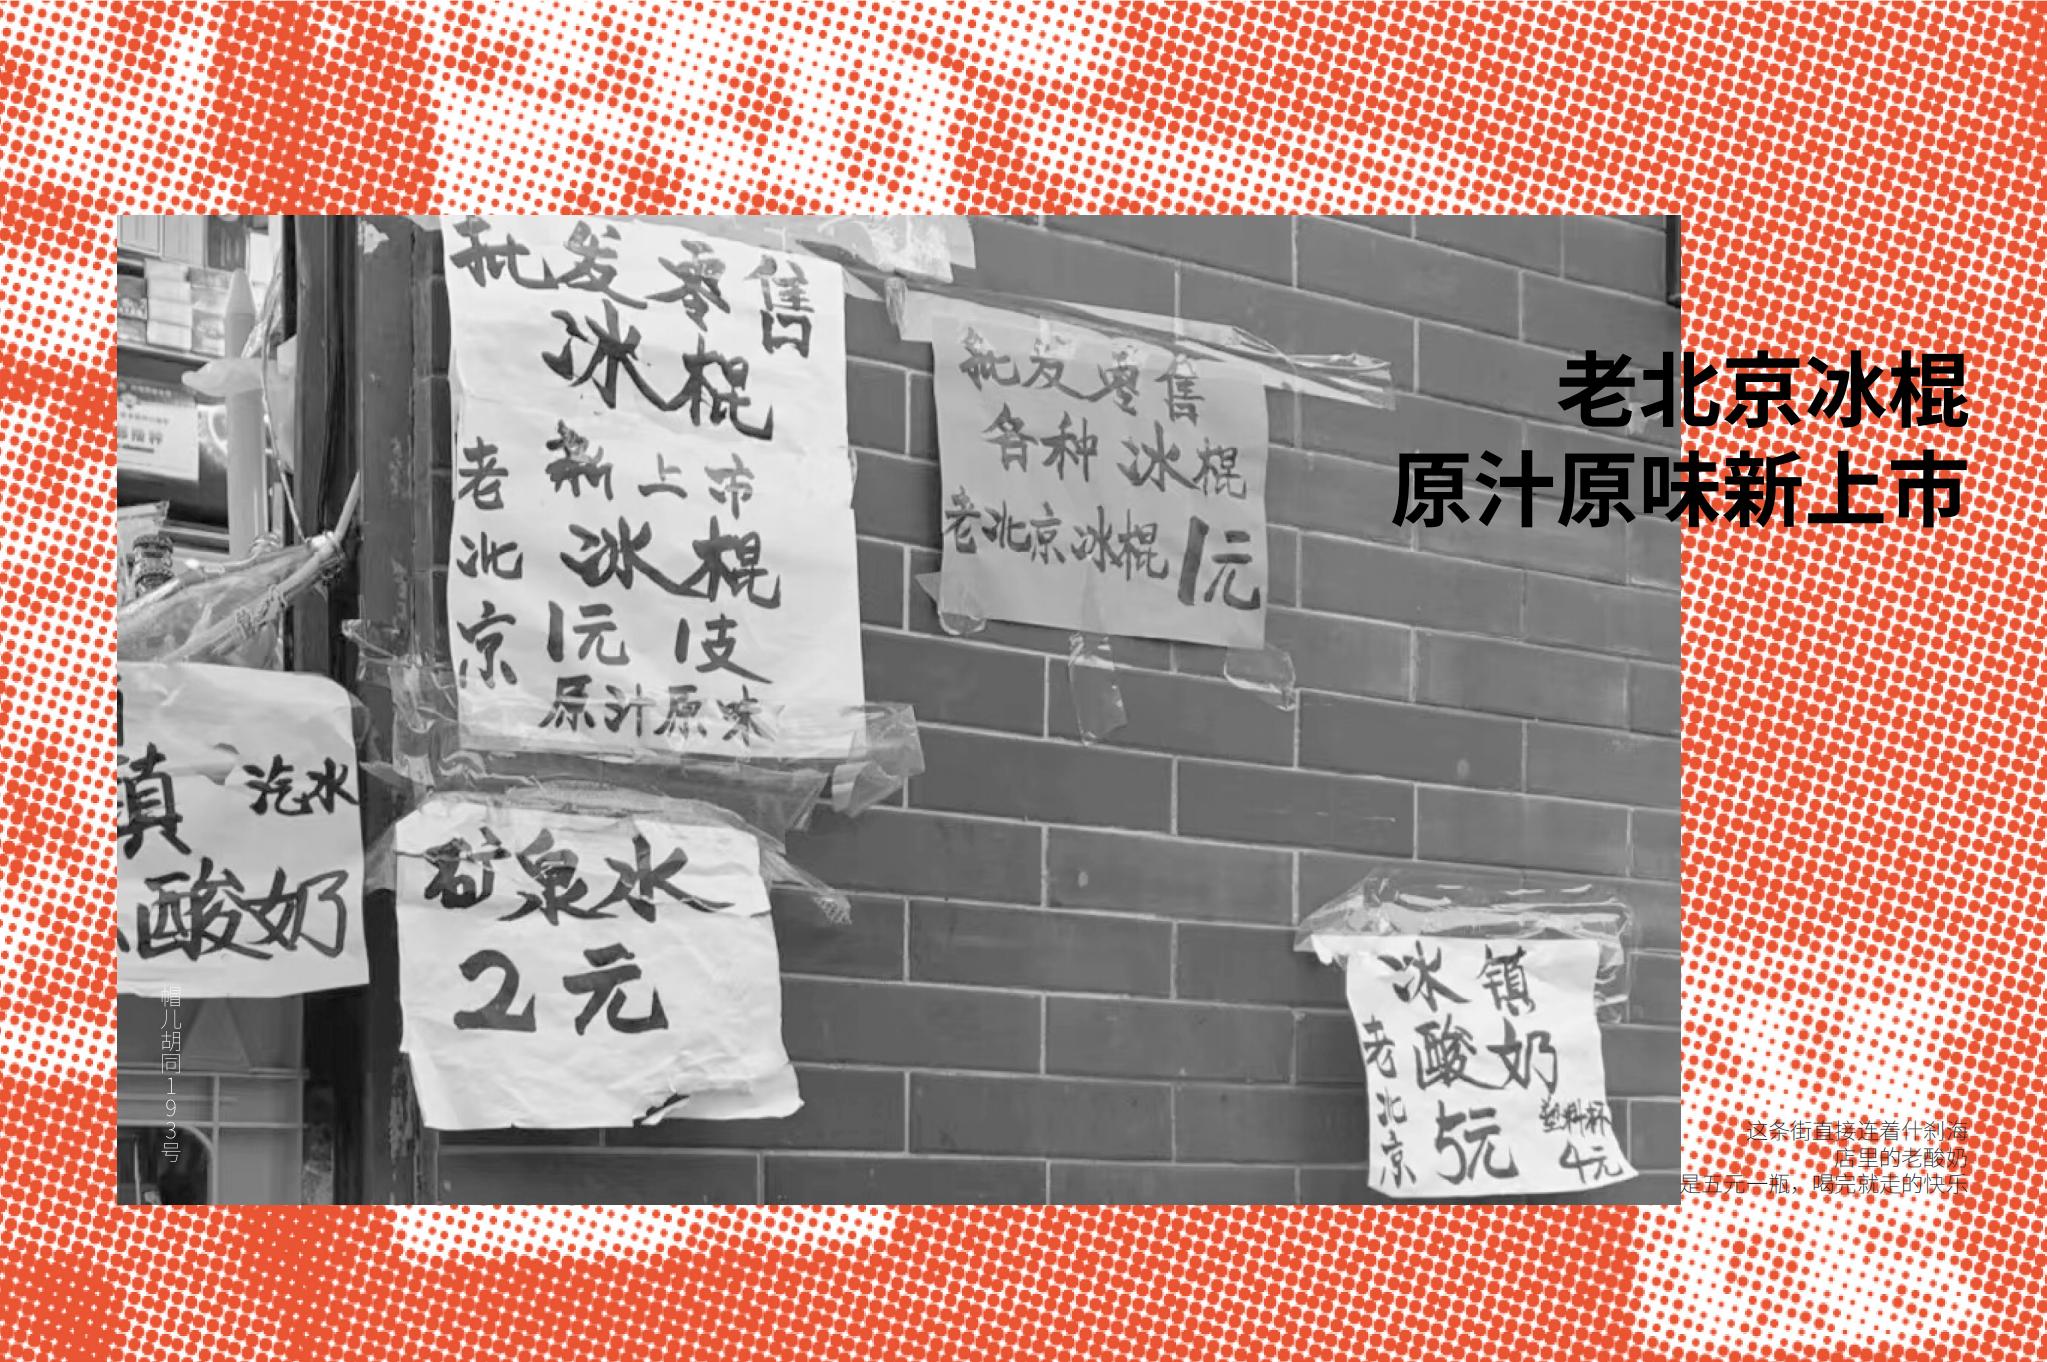 批发零售
冰棍
老北京
新上市
冰棍
1元 1支
原汁原味
批发零售
各种冰棍
老北京冰棍1元
老北京冰棍
原汁原味新上市
镇 汽水
酸奶
矿泉水
2元
冰镇
老北京
酸奶
5元
塑料杯
4元
帽儿胡同193号
这条街直接连着什刹海
店里的老酸奶
是五元一瓶，喝完就走的快乐